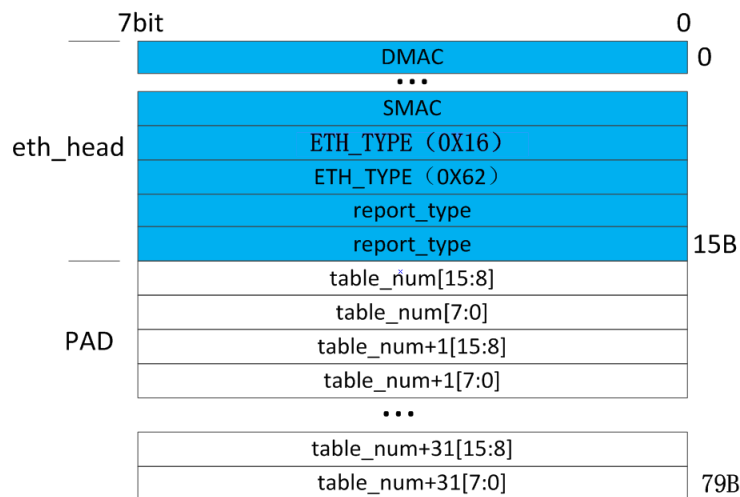 7bit 0
DMAC 0
...
SMAC
eth_head ETH_TYPE（0X16）
ETH_TYPE（0X62）
report_type
report_type 15B
table_num[15:8]
table_num[7:0]
PAD table_num+1[15:8]
table_num+1[7:0]
...
table_num+31[15:8]
table_num+31[7:0] 79B